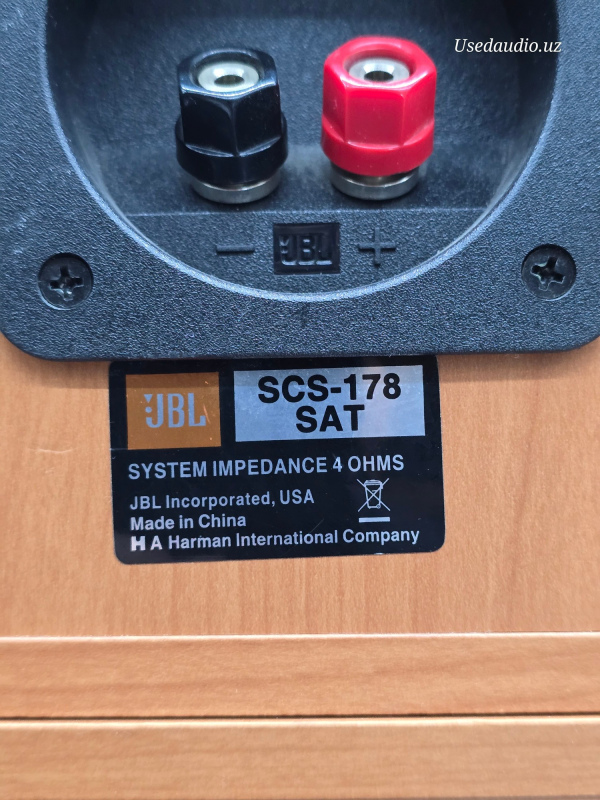 Usedaudio.uz
− JBL +
JBL
SCS-178
SAT
SYSTEM IMPEDANCE 4 OHMS
JBL Incorporated, USA
Made in China
H A Harman International Company